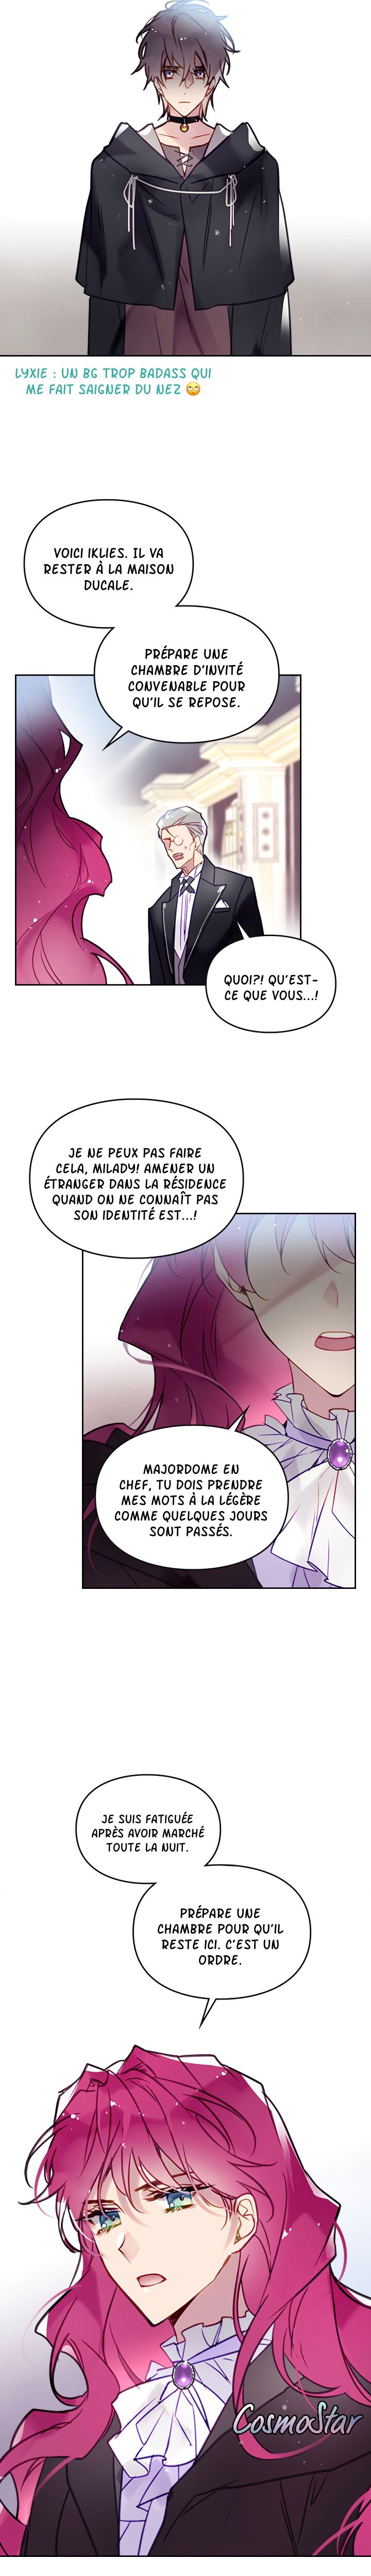 LYXIE : UN BG TROP BADASS QUI
ME FAIT SAIGNER DU NEZ 🙄
VOICI IKLIES. IL VA
RESTER À LA MAISON
DUCALE.
PRÉPARE UNE
CHAMBRE D'INVITÉ
CONVENABLE POUR
QU'IL SE REPOSE.
QUOI?! QU'EST-
CE QUE VOUS...!
JE NE PEUX PAS FAIRE
CELA, MILADY! AMENER UN
ÉTRANGER DANS LA RÉSIDENCE
QUAND ON NE CONNAÎT PAS
SON IDENTITÉ EST...!
MAJORDOME EN
CHEF, TU DOIS PRENDRE
MES MOTS À LA LÉGÈRE
COMME QUELQUES JOURS
SONT PASSÉS.
JE SUIS FATIGUÉE
APRÈS AVOIR MARCHÉ
TOUTE LA NUIT.
PRÉPARE UNE
CHAMBRE POUR QU'IL
RESTE ICI. C'EST UN
ORDRE.
COSMOSTAR